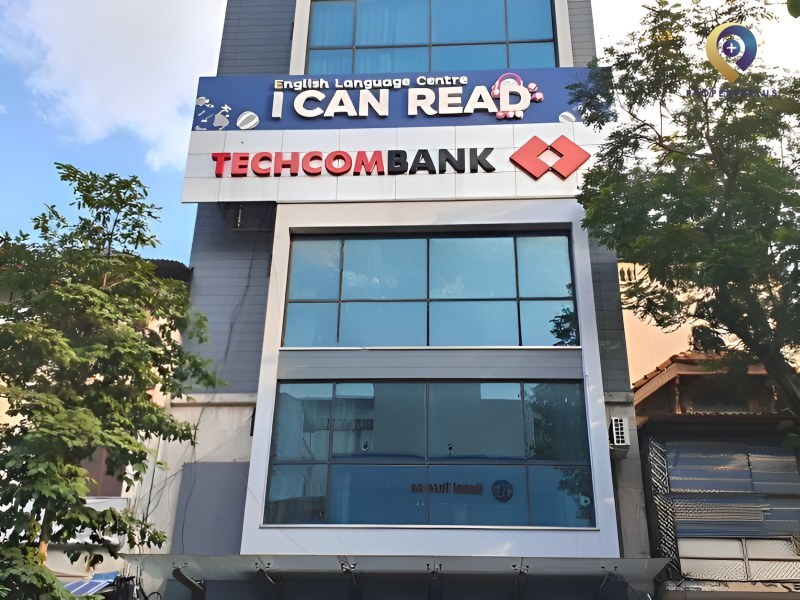 English Language Centre
I CAN READ
TECHCOMBANK